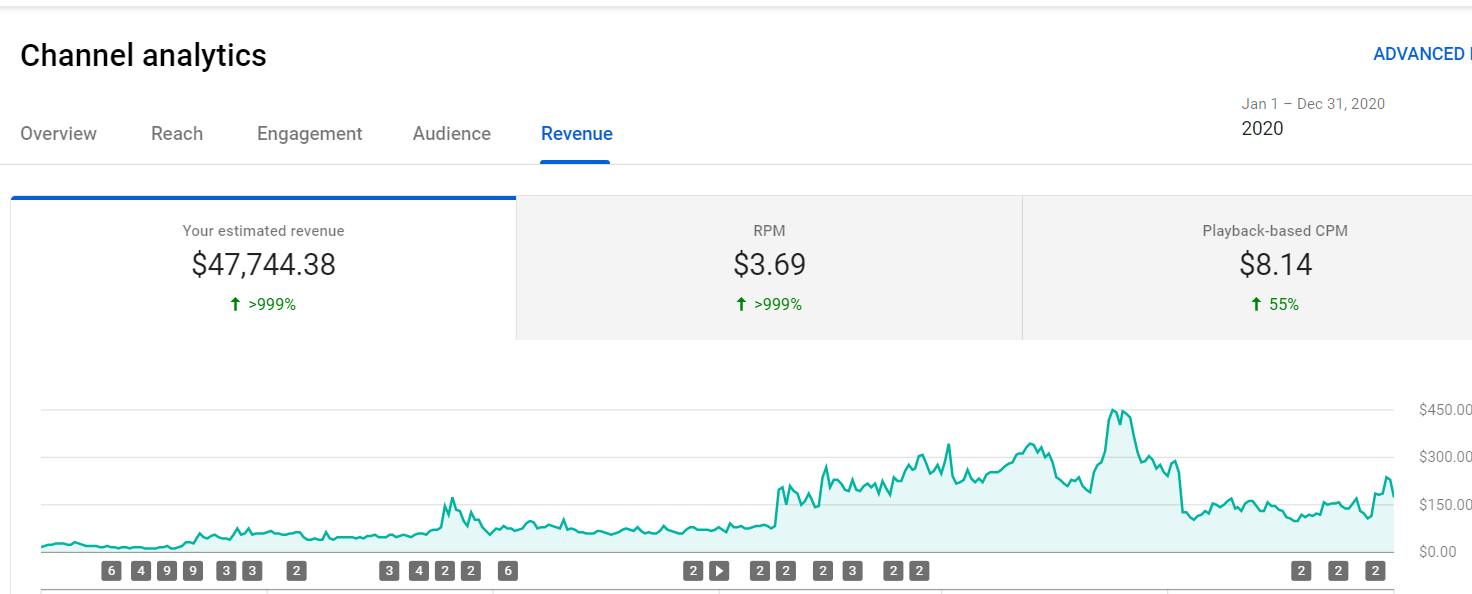 Channel analytics
ADVANCED
Jan 1 – Dec 31, 2020
2020
Overview Reach Engagement Audience Revenue
Your estimated revenue RPM Playback-based CPM
$47,744.38 $3.69 $8.14
>999% >999% 55%
$450.00
$300.00
$150.00
$0.00
6 4 9 9 3 3 2 3 4 2 2 6 2 2 2 2 3 2 2 2 2 2